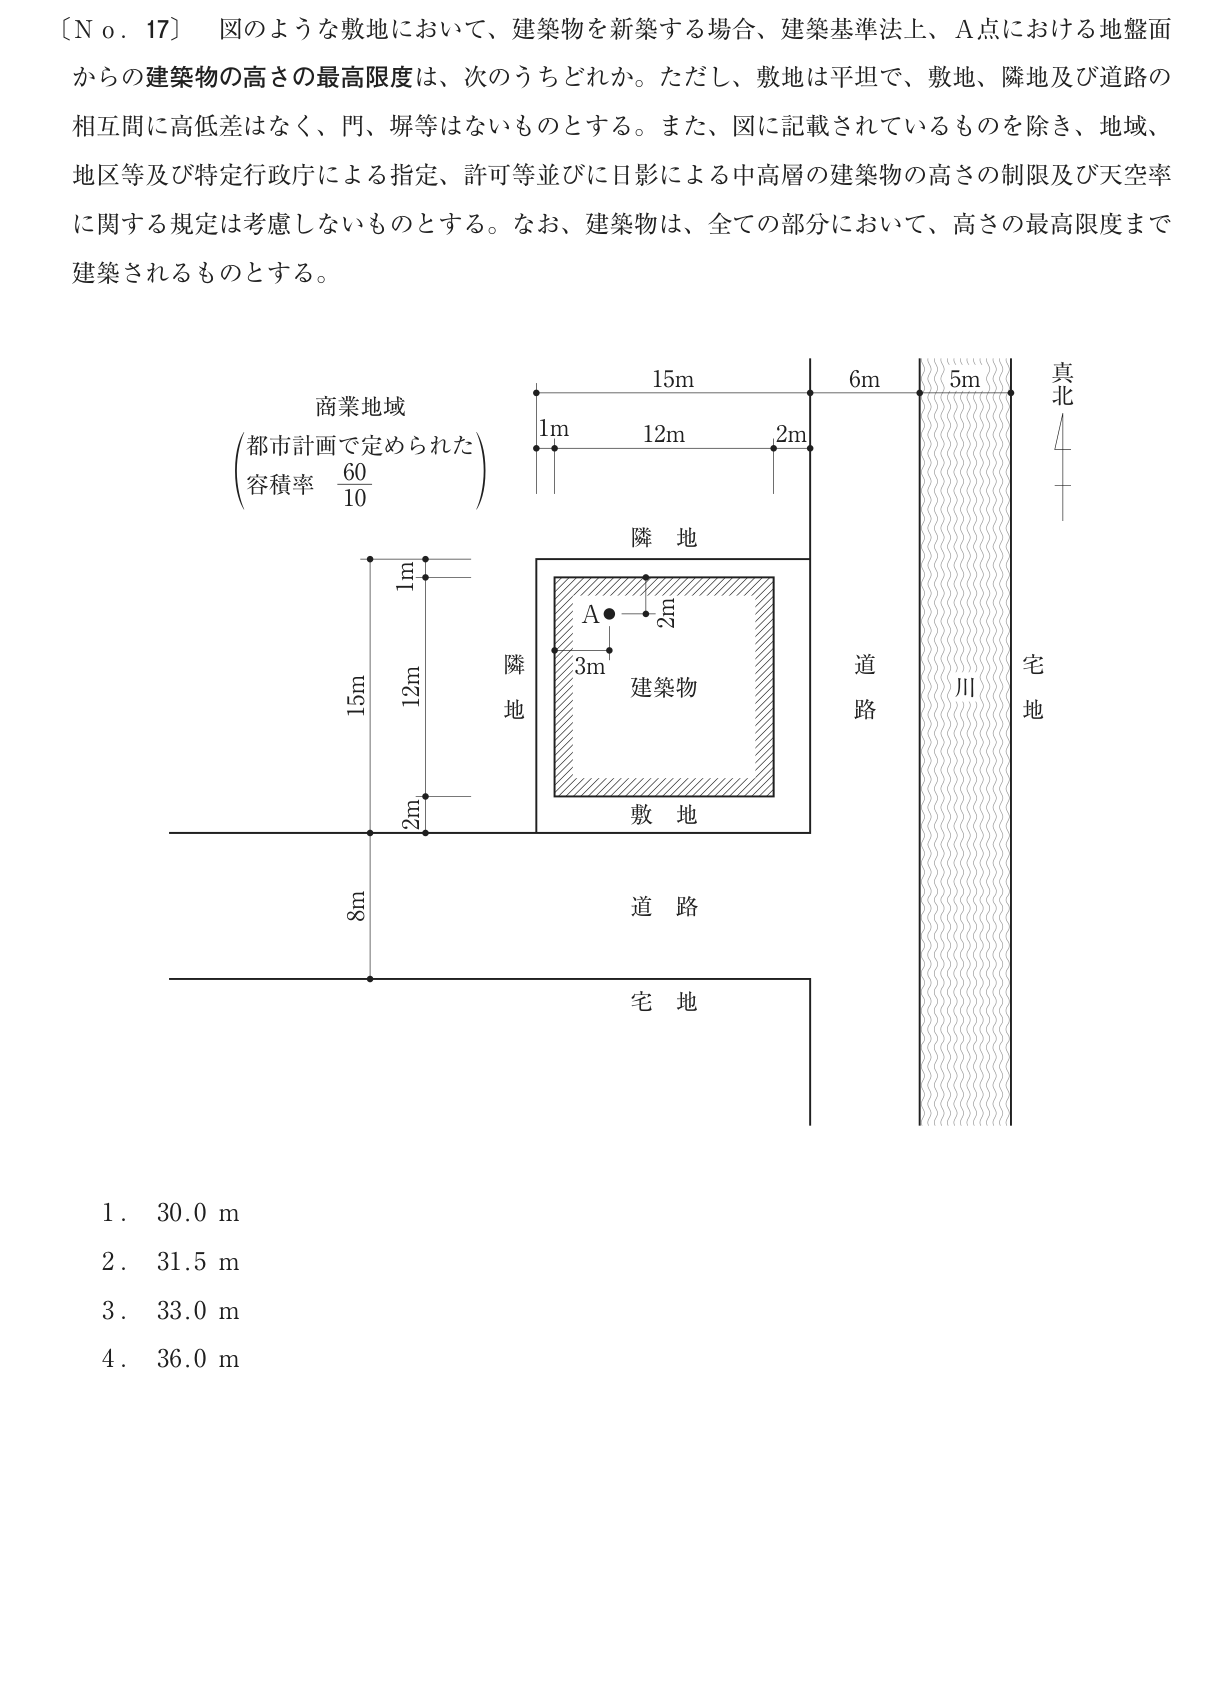 〔Ｎｏ．17〕　図のような敷地において、建築物を新築する場合、建築基準法上、Ａ点における地盤面
からの建築物の高さの最高限度は、次のうちどれか。ただし、敷地は平坦で、敷地、隣地及び道路の
相互間に高低差はなく、門、塀等はないものとする。また、図に記載されているものを除き、地域、
地区等及び特定行政庁による指定、許可等並びに日影による中高層の建築物の高さの制限及び天空率
に関する規定は考慮しないものとする。なお、建築物は、全ての部分において、高さの最高限度まで
建築されるものとする。
15m
6m
5m
真北
商業地域
1m
12m
2m
都市計画で定められた
容積率 60/10
隣 地
1m
A
2m
3m
15m
12m
隣地
建築物
道路
川
宅地
2m
敷 地
8m
道 路
宅 地
1． 30.0 m
2． 31.5 m
3． 33.0 m
4． 36.0 m